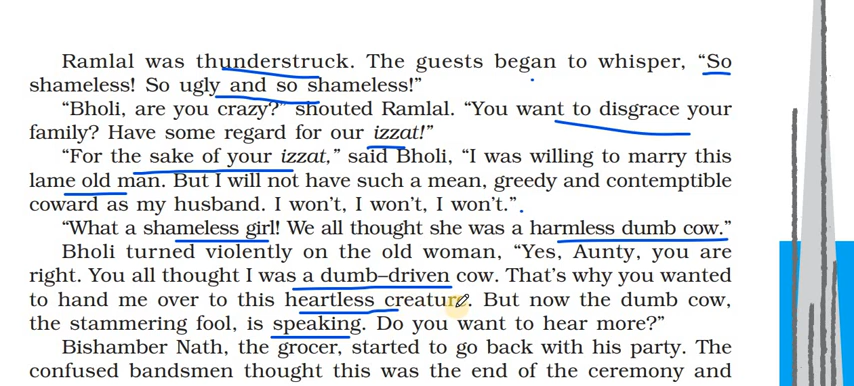 Ramlal was thunderstruck. The guests began to whisper, “So
shameless! So ugly and so shameless!”
“Bholi, are you crazy?” shouted Ramlal. “You want to disgrace your
family? Have some regard for our izzat!”
“For the sake of your izzat,” said Bholi, “I was willing to marry this
lame old man. But I will not have such a mean, greedy and contemptible
coward as my husband. I won’t, I won’t, I won’t.”
“What a shameless girl! We all thought she was a harmless dumb cow.”
Bholi turned violently on the old woman, “Yes, Aunty, you are
right. You all thought I was a dumb–driven cow. That’s why you wanted
to hand me over to this heartless creature. But now the dumb cow,
the stammering fool, is speaking. Do you want to hear more?”
Bishamber Nath, the grocer, started to go back with his party. The
confused bandsmen thought this was the end of the ceremony and